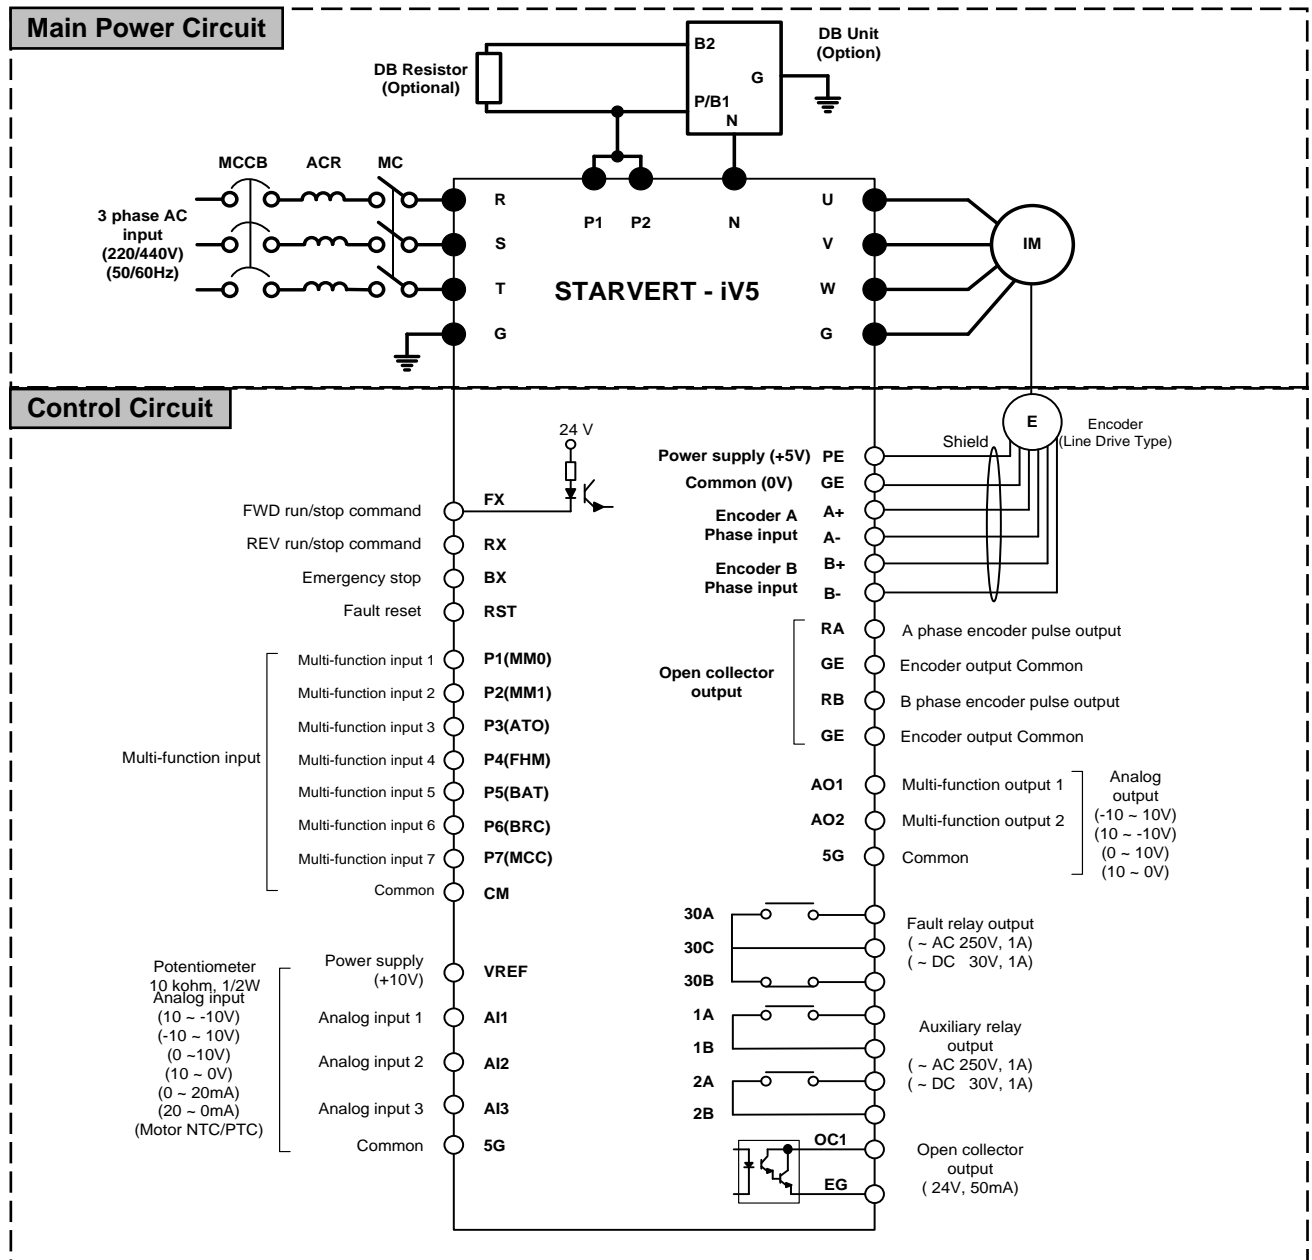 Main Power Circuit
DB Resistor
(Optional)
B2
P/B1
G
N
DB Unit
(Option)
MCCB
ACR
MC
3 phase AC
input
(220/440V)
(50/60Hz)
R
S
T
G
P1
P2
N
STARVERT - iV5
U
V
W
G
IM
Control Circuit
24 V
FWD run/stop command
FX
REV run/stop command
RX
Emergency stop
BX
Fault reset
RST
Multi-function input
Multi-function input 1
P1(MM0)
Multi-function input 2
P2(MM1)
Multi-function input 3
P3(ATO)
Multi-function input 4
P4(FHM)
Multi-function input 5
P5(BAT)
Multi-function input 6
P6(BRC)
Multi-function input 7
P7(MCC)
Common
CM
Potentiometer
10 kohm, 1/2W
Analog input
(10 ~ -10V)
(-10 ~ 10V)
(0 ~10V)
(10 ~ 0V)
(0 ~ 20mA)
(20 ~ 0mA)
(Motor NTC/PTC)
Power supply
(+10V)
VREF
Analog input 1
AI1
Analog input 2
AI2
Analog input 3
AI3
Common
5G
E
Encoder
(Line Drive Type)
Shield
Power supply (+5V)
PE
Common (0V)
GE
Encoder A
Phase input
A+
A-
Encoder B
Phase input
B+
B-
Open collector
output
RA
A phase encoder pulse output
GE
Encoder output Common
RB
B phase encoder pulse output
GE
Encoder output Common
AO1
Multi-function output 1
AO2
Multi-function output 2
5G
Common
Analog
output
(-10 ~ 10V)
(10 ~ -10V)
(0 ~ 10V)
(10 ~ 0V)
30A
30C
30B
Fault relay output
( ~ AC 250V, 1A)
( ~ DC 30V, 1A)
1A
1B
2A
2B
Auxiliary relay
output
( ~ AC 250V, 1A)
( ~ DC 30V, 1A)
OC1
EG
Open collector
output
( 24V, 50mA)